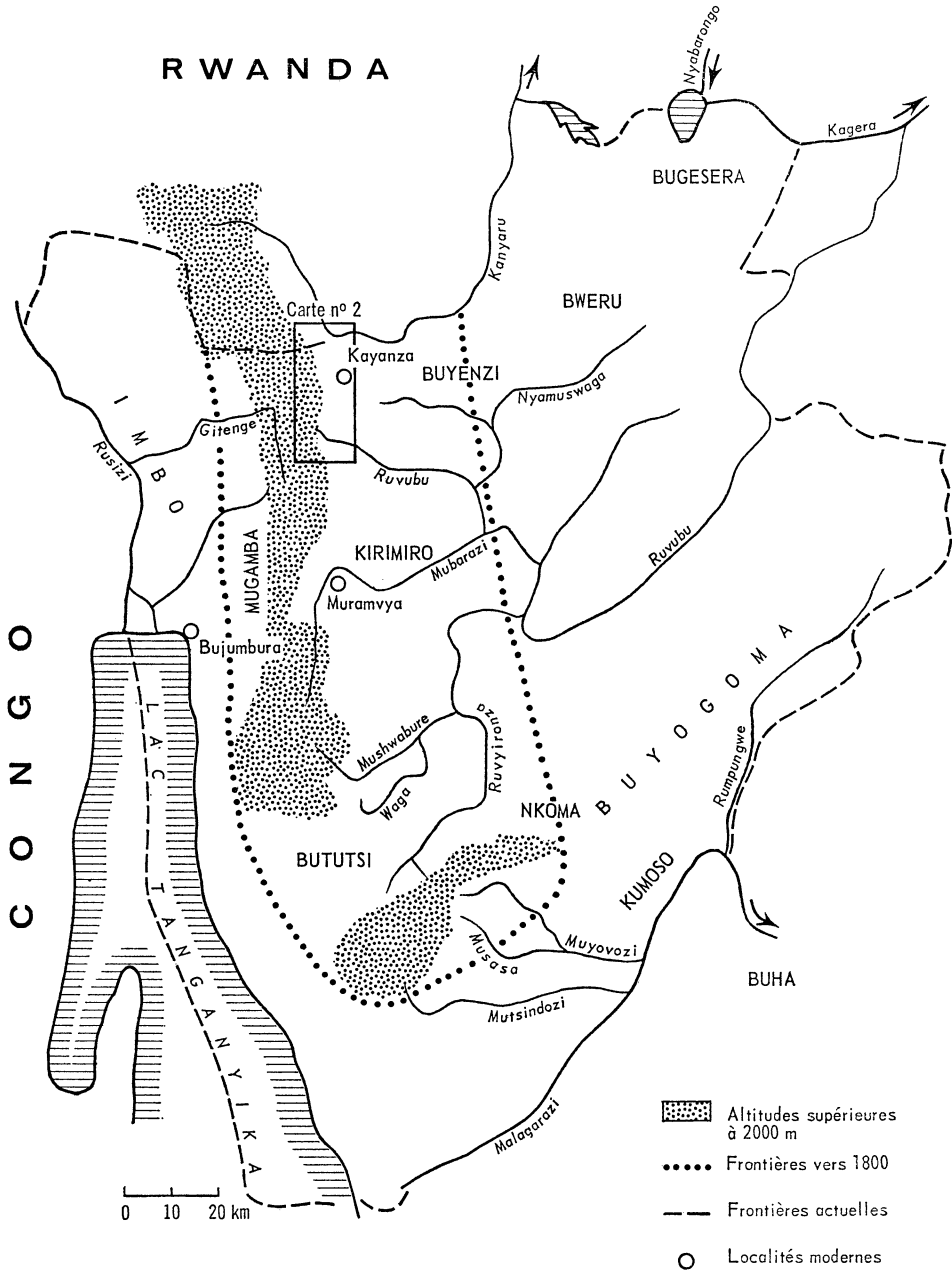 Nyabarongo
RWANDA
Kagera
BUGESERA
Kanyaru
BWERU
Carte nº 2
Kayanza
BUYENZI
Nyamuswaga
IMBO
Gitenge
Rusizi
Ruvubu
MUGAMBA
KIRIMIRO
Mubarazi
Ruvubu
Muramvya
Bujumbura
CONGO
LAC TANGANYIKA
BUYOGOMA
Mushwabure
Ruvyironza
Waga
Rumpungwe
NKOMA
BUTUTSI
KUMOSO
Musasa
Muyovozi
BUHA
Mutsindozi
Malagarazi
Altitudes supérieures
à 2000 m
Frontières vers 1800
Frontières actuelles
Localités modernes
0 10 20 km